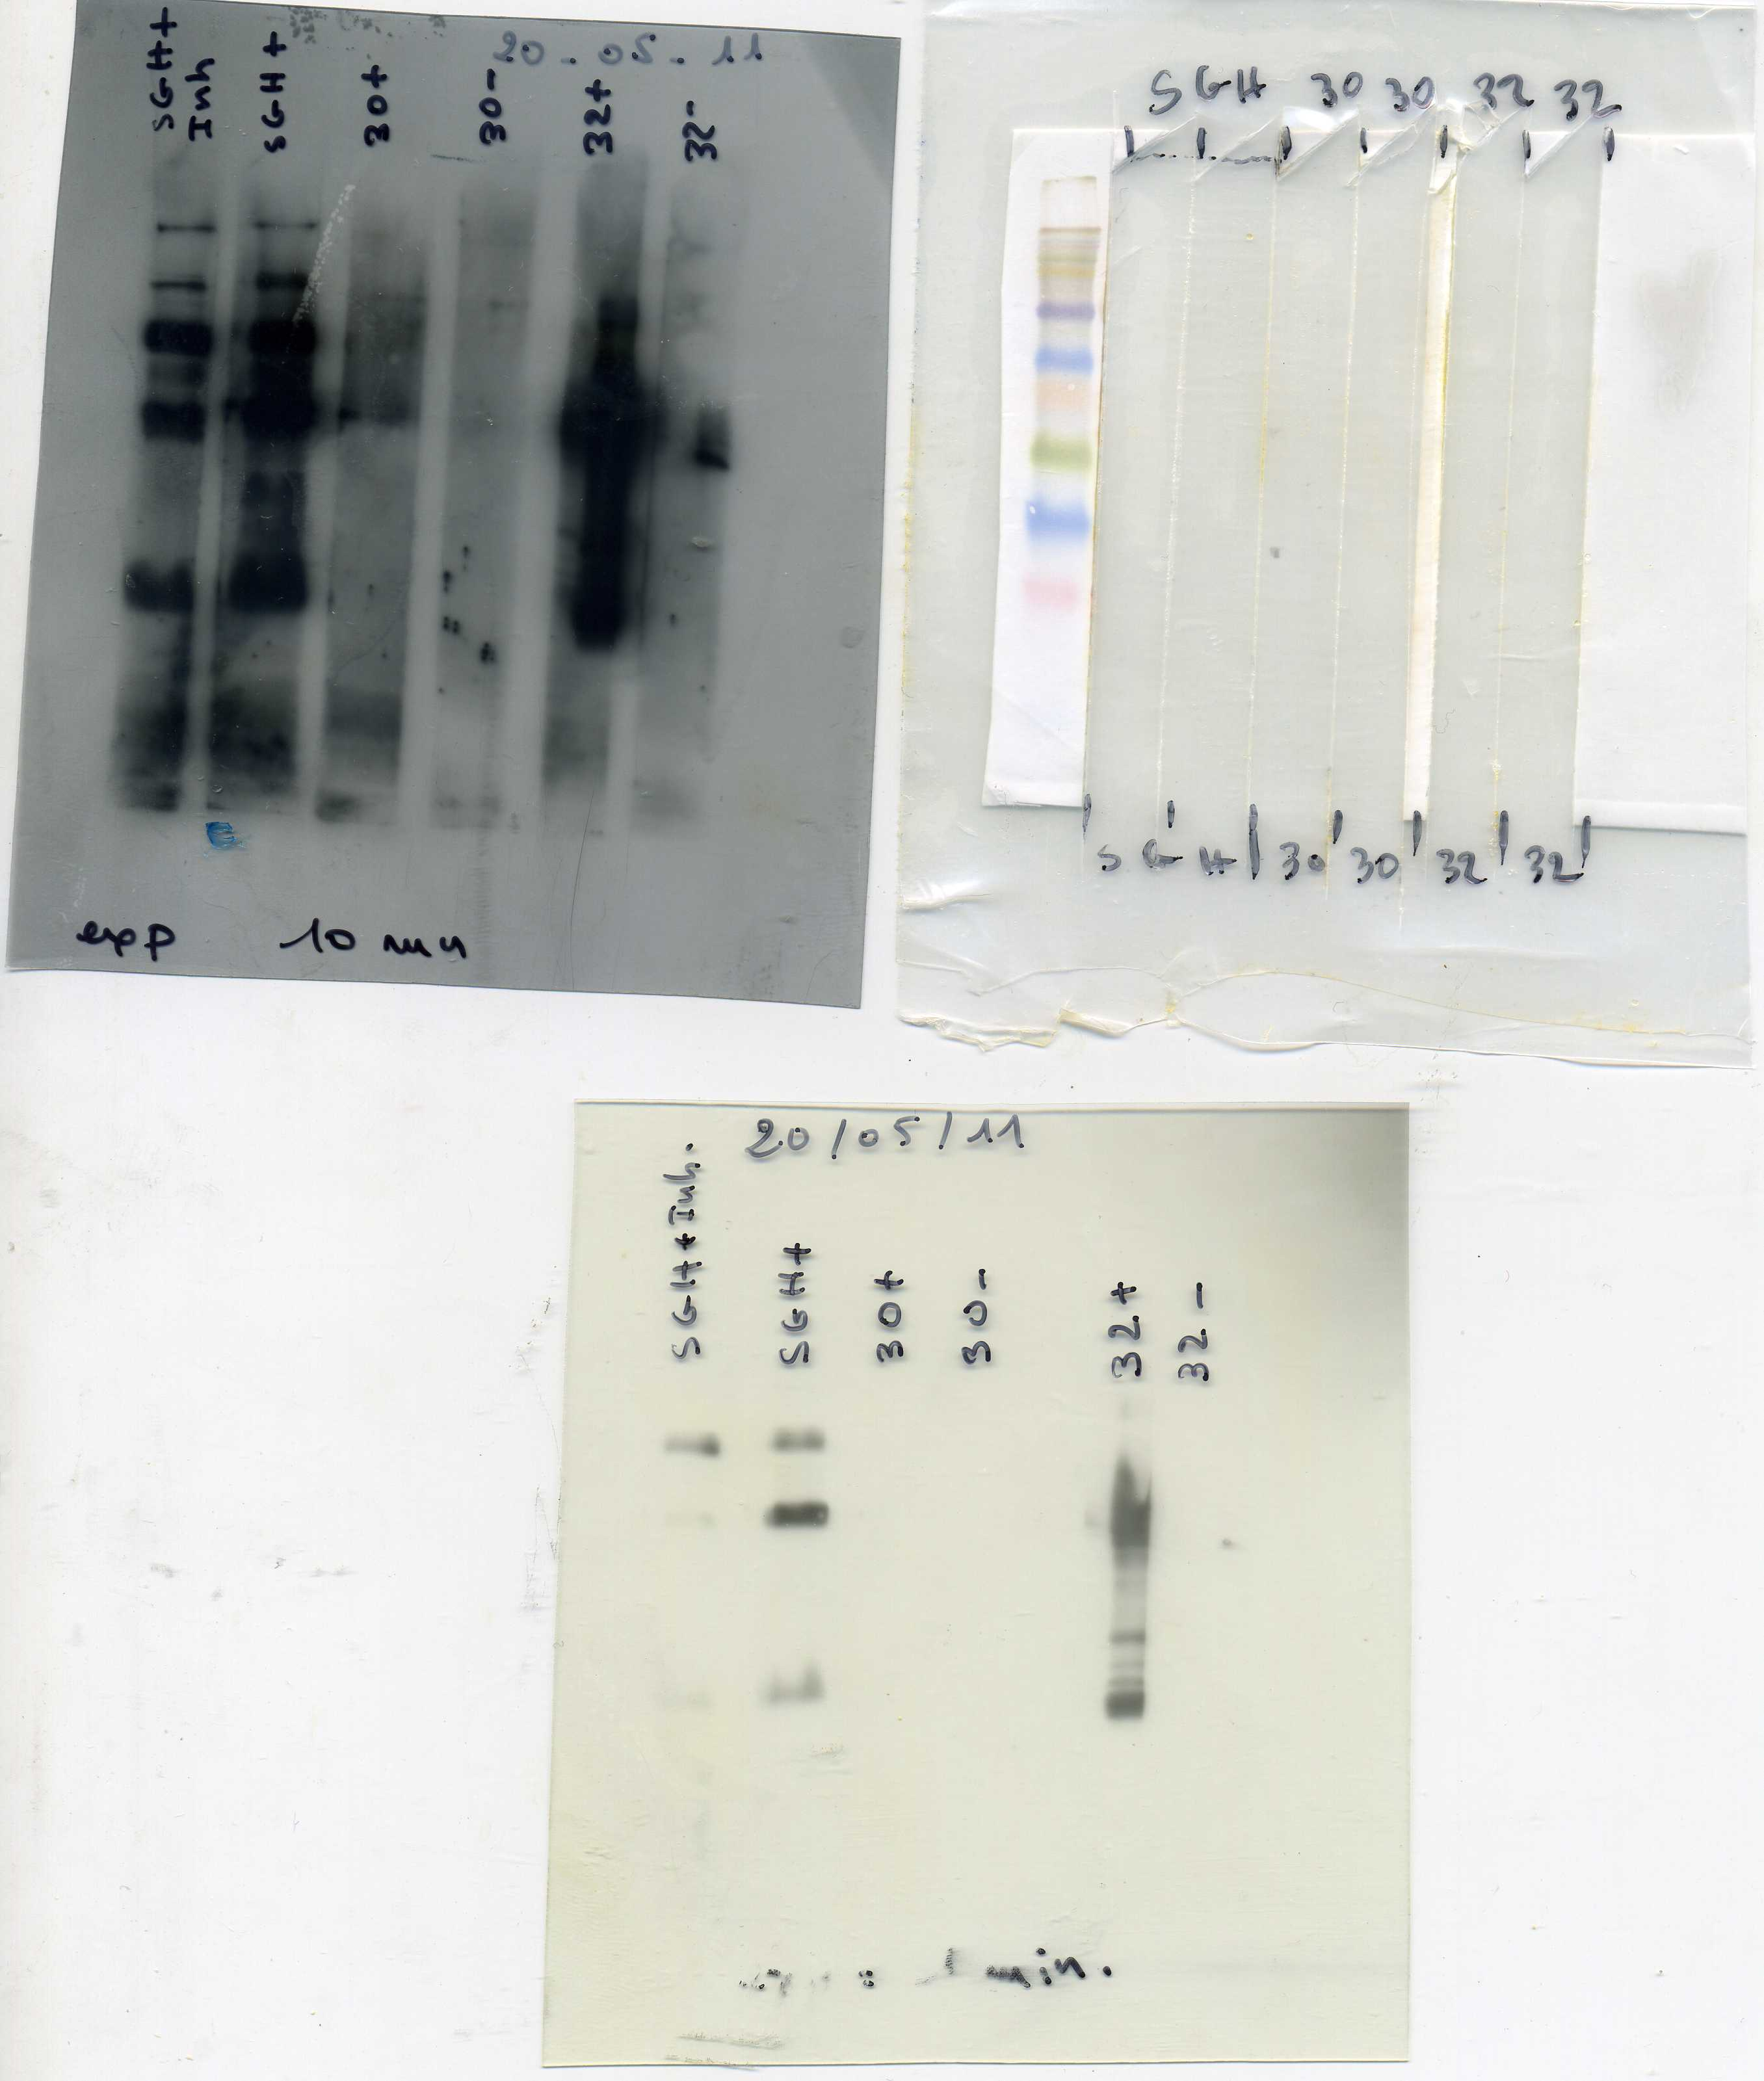 20.05.11
SGH+
Inh
SGH+
30+
30-
32+
32-
exp 10 mn
SGH 30 30 32 32
SGH 30 30 32 32
20/05/11
SGH+Inh.
SGH+
30+
30-
32+
32-
1 min.